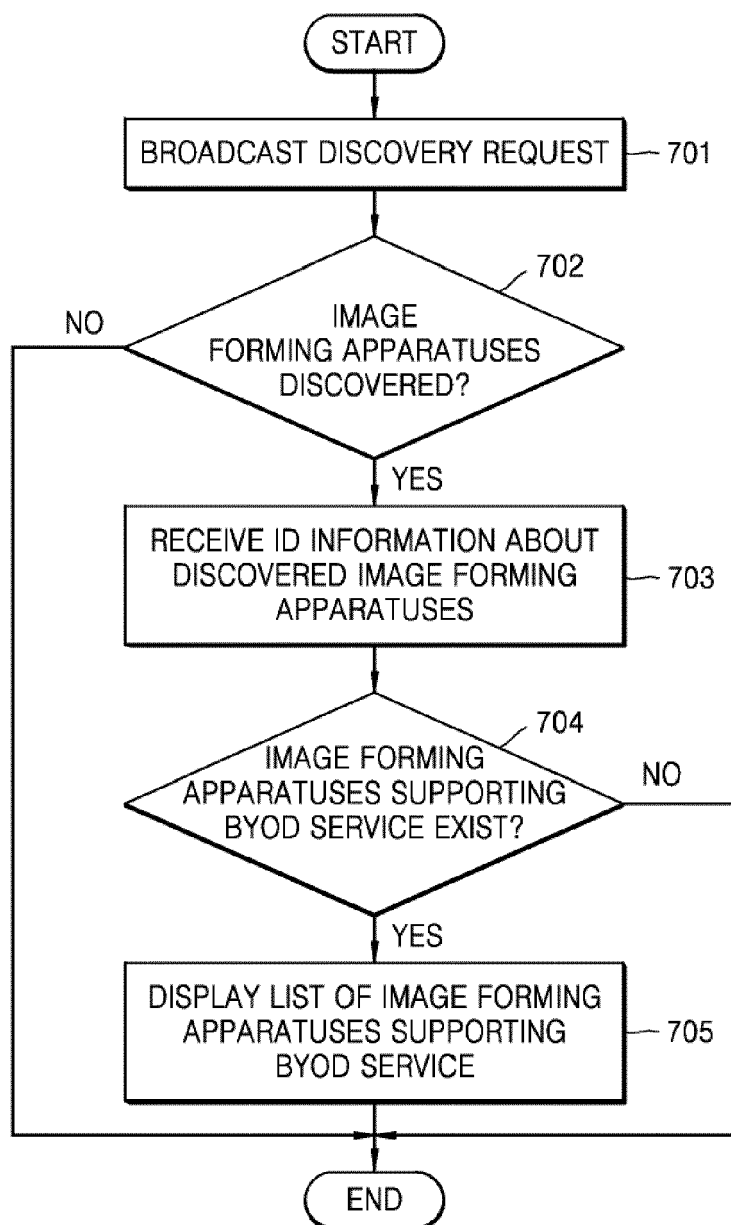 START
BROADCAST DISCOVERY REQUEST
701
702
IMAGE
FORMING APPARATUSES
DISCOVERED?
NO
YES
RECEIVE ID INFORMATION ABOUT
DISCOVERED IMAGE FORMING
APPARATUSES
703
704
IMAGE FORMING
APPARATUSES SUPPORTING
BYOD SERVICE EXIST?
NO
YES
DISPLAY LIST OF IMAGE FORMING
APPARATUSES SUPPORTING
BYOD SERVICE
705
END